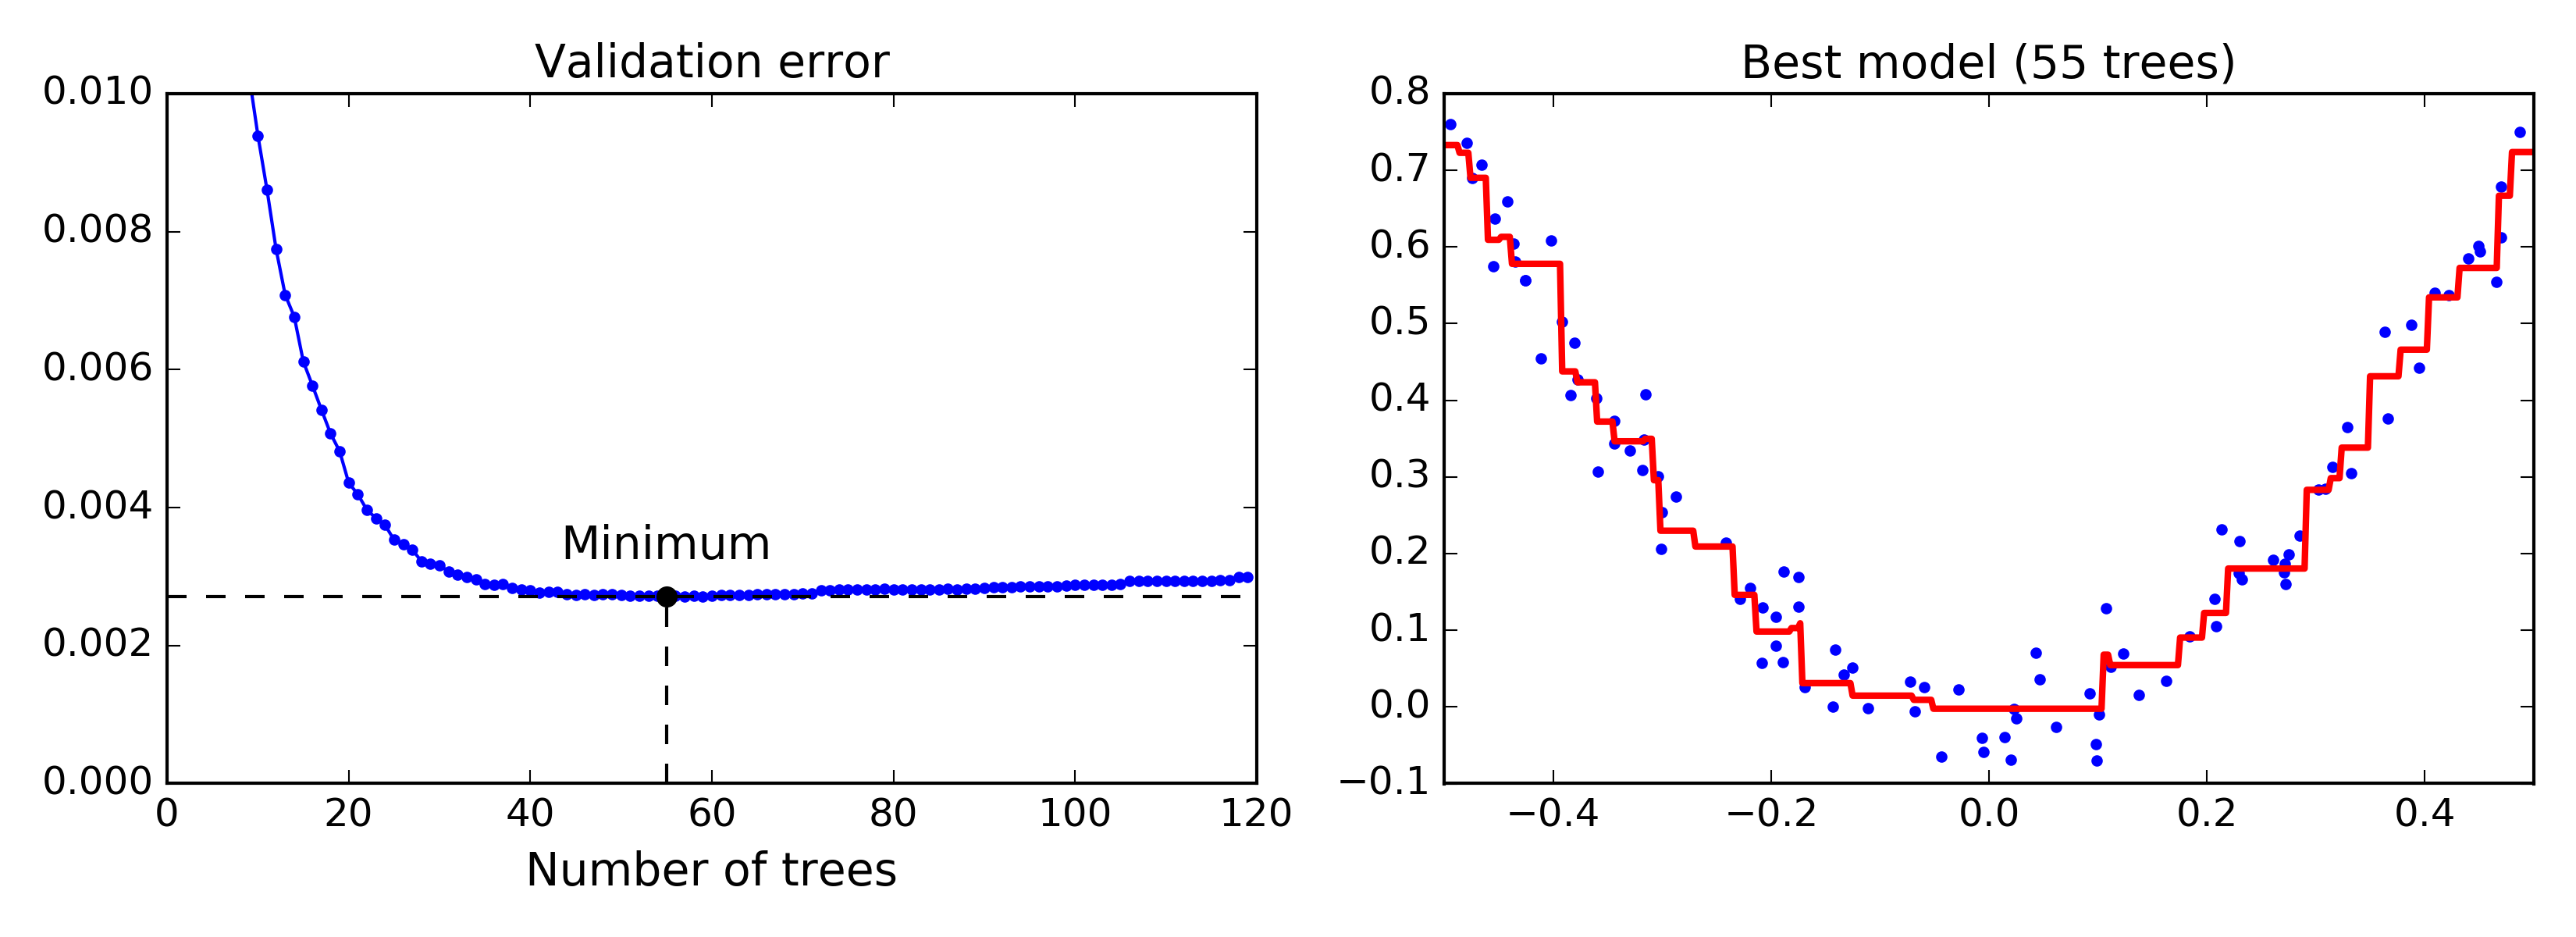 Validation error
0.010
0.008
0.006
0.004
0.002
0.000
Minimum
0 20 40 60 80 100 120
Number of trees
Best model (55 trees)
0.8
0.7
0.6
0.5
0.4
0.3
0.2
0.1
0.0
−0.1
−0.4 −0.2 0.0 0.2 0.4